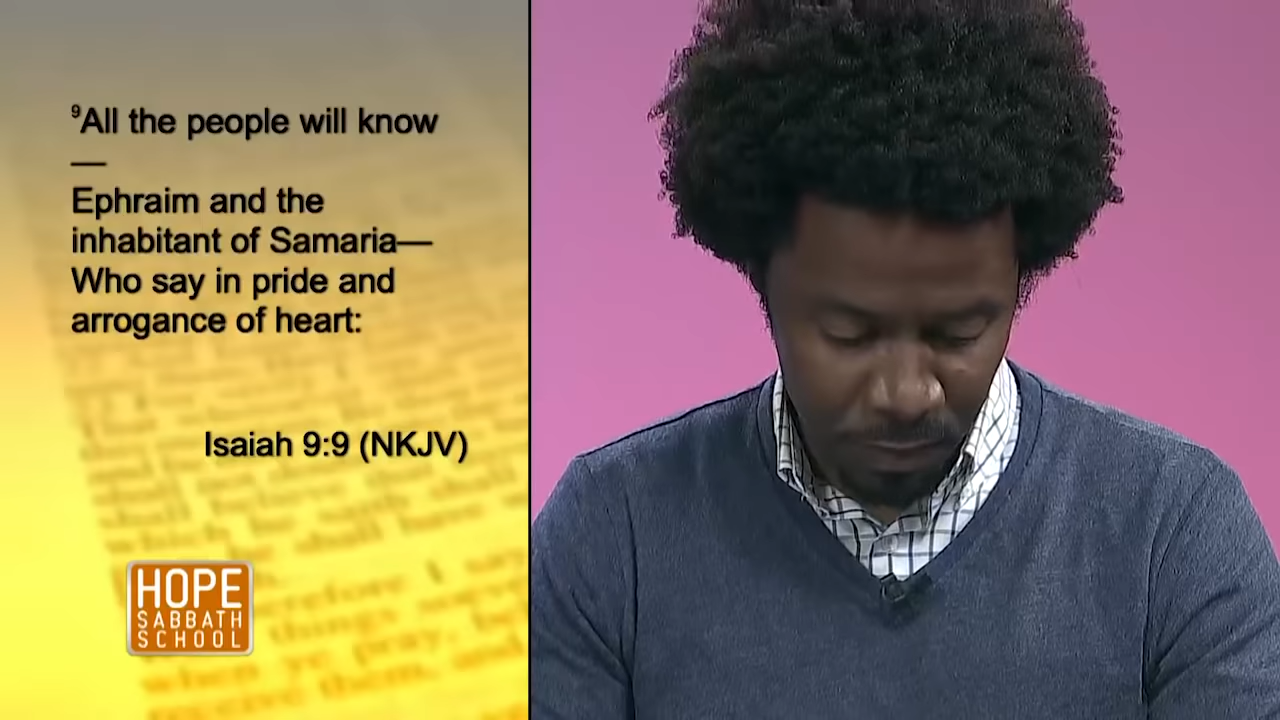 ⁹All the people will know
—
Ephraim and the
inhabitant of Samaria—
Who say in pride and
arrogance of heart:
Isaiah 9:9 (NKJV)
HOPE
SABBATH
SCHOOL